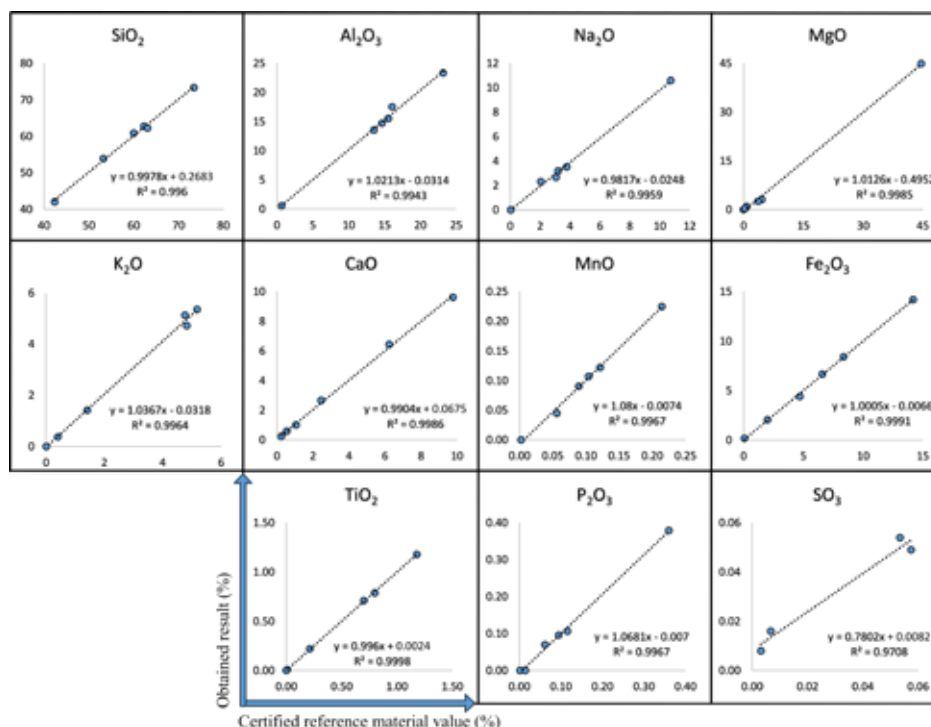 SiO₂
80
70
60
50
40
40 50 60 70 80
y = 0.9978x + 0.2683
R² = 0.996
Al₂O₃
25
20
15
10
5
0
0 5 10 15 20 25
y = 1.0213x - 0.0314
R² = 0.9943
Na₂O
12
10
8
6
4
2
0
0 2 4 6 8 10 12
y = 0.9817x - 0.0248
R² = 0.9959
MgO
45
30
15
0
0 15 30 45
y = 1.0126x - 0.4952
R² = 0.9985
K₂O
6
4
2
0
0 2 4 6
y = 1.0367x - 0.0318
R² = 0.9964
CaO
10
8
6
4
2
0
0 2 4 6 8 10
y = 0.9904x + 0.0675
R² = 0.9986
MnO
0.25
0.20
0.15
0.10
0.05
0.00
0.00 0.05 0.10 0.15 0.20 0.25
y = 1.08x - 0.0074
R² = 0.9967
Fe₂O₃
15
10
5
0
0 5 10 15
y = 1.0005x - 0.0066
R² = 0.9991
TiO₂
1.50
1.00
0.50
0.00
0.00 0.50 1.00 1.50
y = 0.996x + 0.0024
R² = 0.9998
P₂O₃
0.40
0.30
0.20
0.10
0.00
0.00 0.10 0.20 0.30 0.40
y = 1.0681x - 0.007
R² = 0.9967
SO₃
0.06
0.04
0.02
0.00
0.00 0.02 0.04 0.06
y = 0.7802x + 0.0082
R² = 0.9708
Obtained result (%)
Certified reference material value (%)